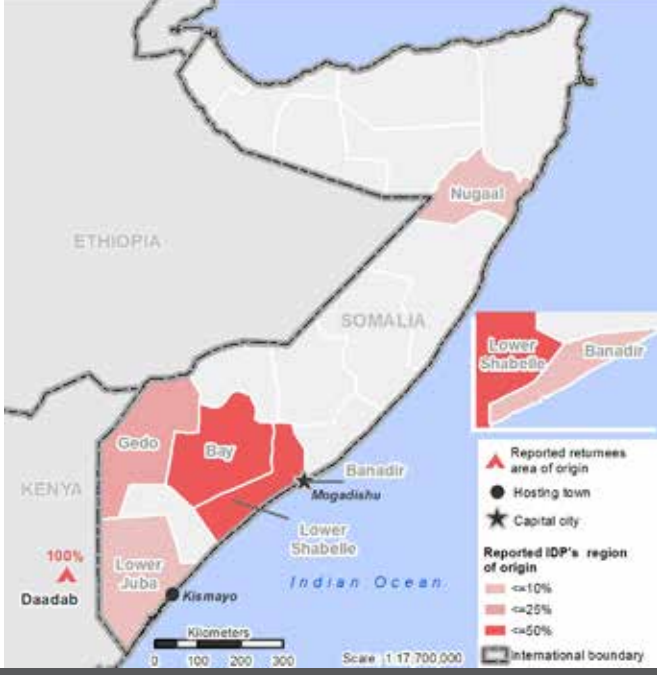 Nugaal
ETHIOPIA
SOMALIA
Lower
Shabelle
Banadir
Gedo
Bay
Banadir
Mogadishu
KENYA
Lower
Shabelle
100%
Daadab
Lower
Juba
Kismayo
Indian Ocean
Kilometers
0 100 200 300
Scale 1:17,700,000
Reported returnees
area of origin
Hosting town
Capital city
Reported IDP's region
of origin
<=10%
<=25%
<=50%
International boundary